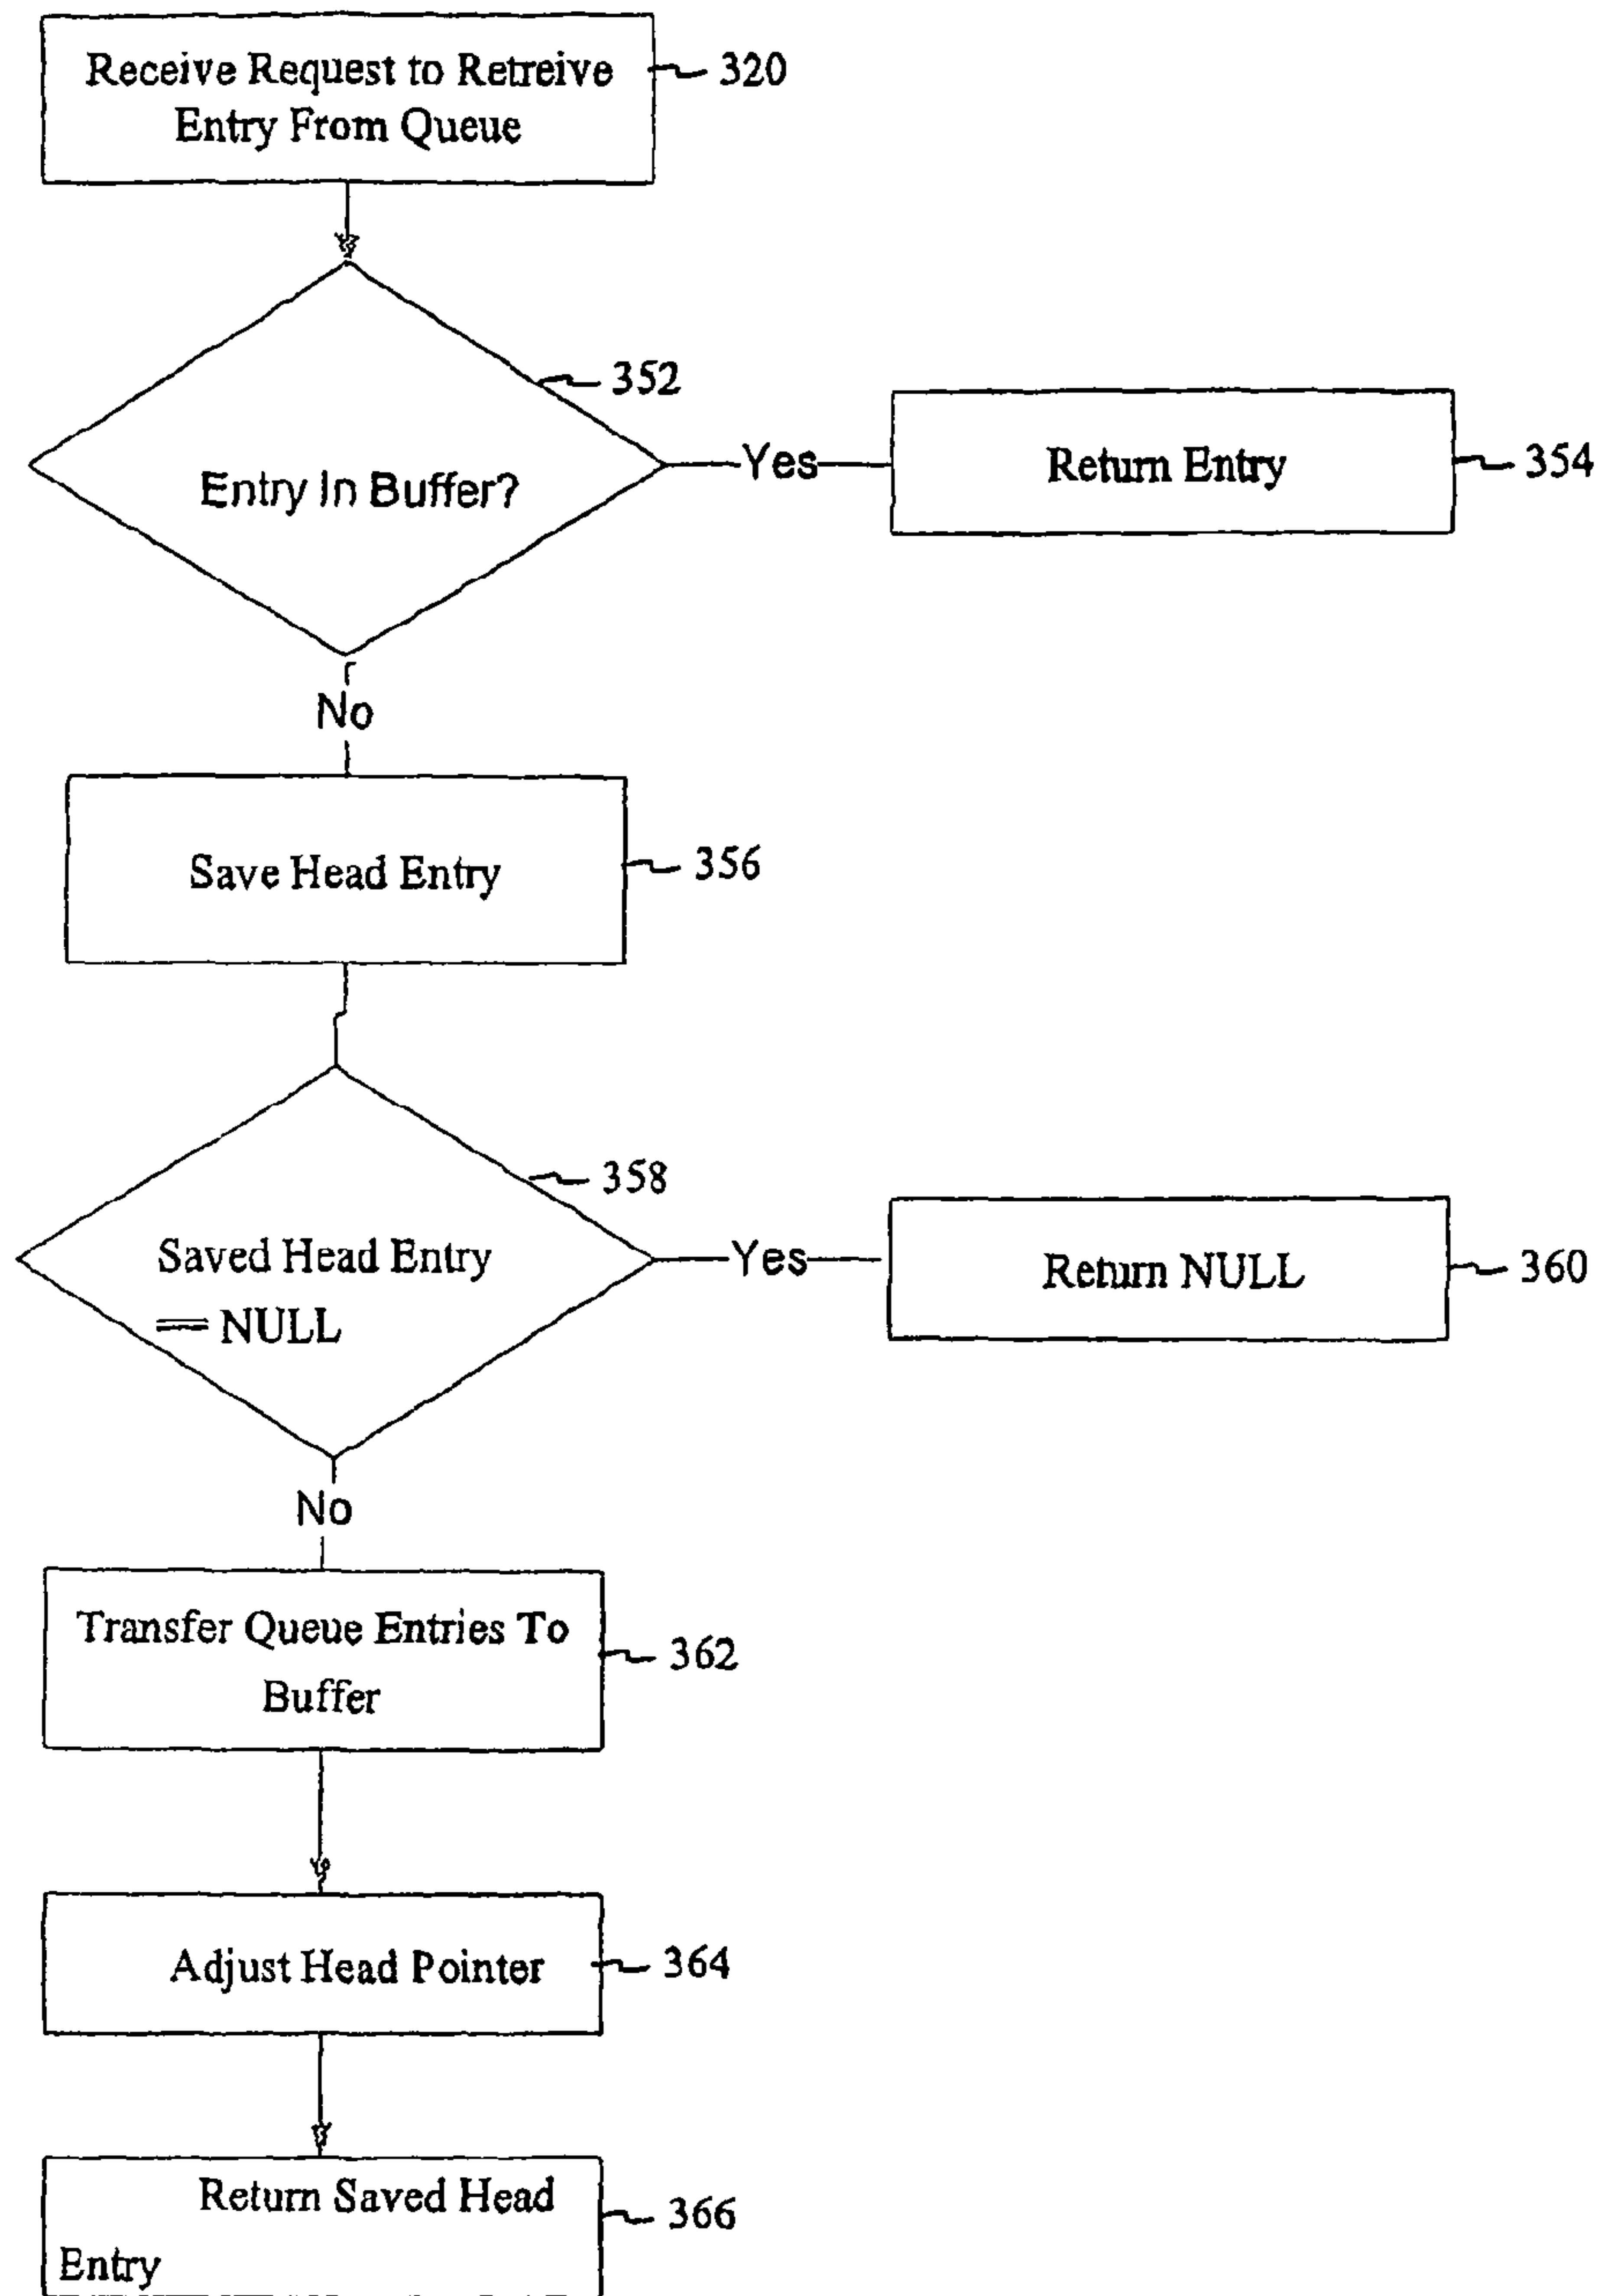 Receive Request to Retreive
Entry From Queue
320
352
Entry In Buffer?
Yes
Return Entry
354
No
Save Head Entry
356
358
Saved Head Entry
== NULL
Yes
Return NULL
360
No
Transfer Queue Entries To
Buffer
362
Adjust Head Pointer
364
Return Saved Head
Entry
366